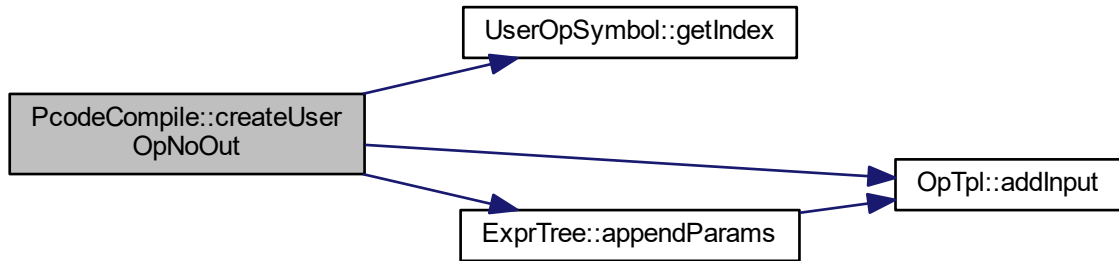 UserOpSymbol::getIndex
PcodeCompile::createUser
OpNoOut
OpTpl::addInput
ExprTree::appendParams